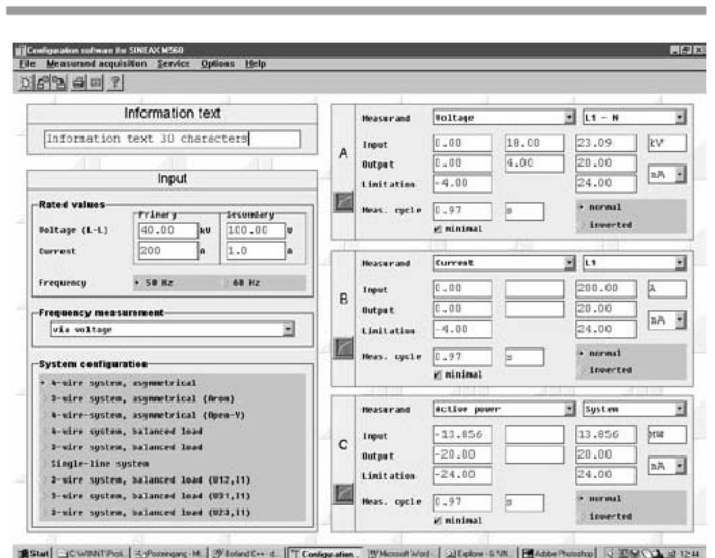 Configuration software for SINEAX M560
File Measurand acquisition Service Options Help
Information text
Information text 30 characters
Input
Rated values
Primary Secondary
Voltage (L-L) 40.00 kV 100.00 V
Current 200 A 1.0 A
Frequency 50 Hz 60 Hz
Frequency measurement
via voltage
System configuration
4-wire system, asymmetrical
3-wire system, asymmetrical (Aron)
4-wire-system, asymmetrical (Open-Y)
4-wire system, balanced load
3-wire system, balanced load
Single-line system
3-wire system, balanced load (U12,I1)
3-wire system, balanced load (U31,I1)
3-wire system, balanced load (U23,I1)
A
Measurand Voltage L1 - N
Input 0.00 18.00 23.09 kV
Output 0.00 4.00 20.00
mA
Limitation -4.00 24.00
Meas. cycle 0.97 s normal
minimal inverted
B
Measurand Current L1
Input 0.00 200.00 A
Output 0.00 20.00
mA
Limitation -4.00 24.00
Meas. cycle 0.97 s normal
minimal inverted
C
Measurand Active power System
Input -13.856 13.856 MW
Output -20.00 20.00
mA
Limitation -24.00 24.00
Meas. cycle 0.97 s normal
minimal inverted
Start C:\WINNT\Profi... Posteingang - Mi... Borland C++ - d... Configuration... Microsoft Word... Explore - Adobe Photoshop 12:14